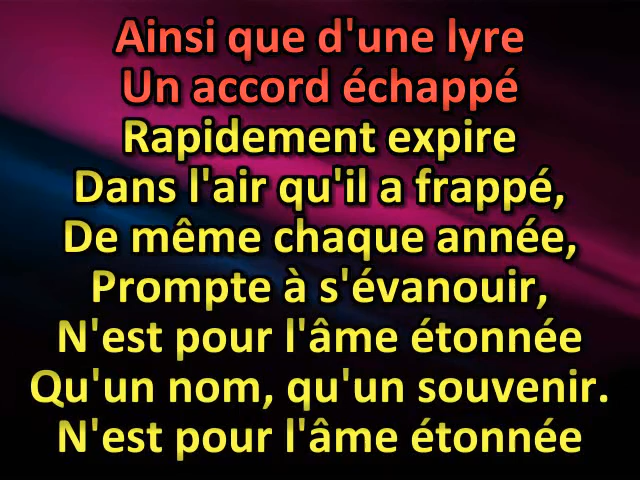 Ainsi que d'une lyre
Un accord échappé
Rapidement expire
Dans l'air qu'il a frappé,
De même chaque année,
Prompte à s'évanouir,
N'est pour l'âme étonnée
Qu'un nom, qu'un souvenir.
N'est pour l'âme étonnée